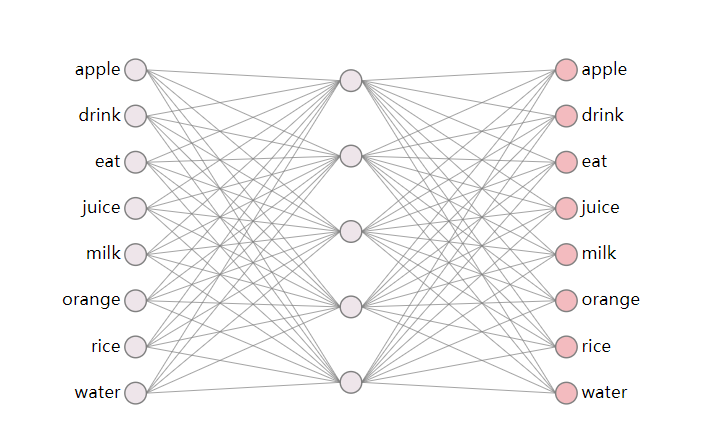 apple apple
drink drink
eat eat
juice juice
milk milk
orange orange
rice rice
water water